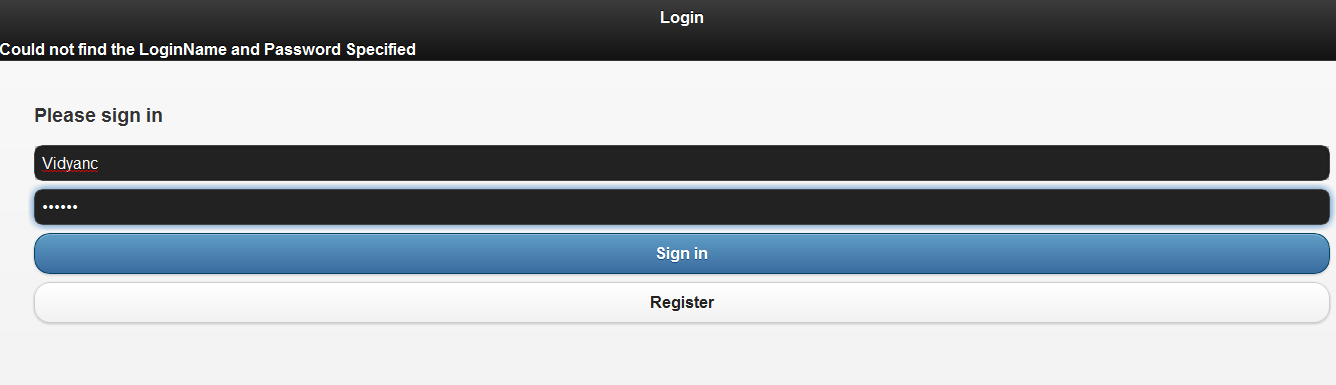 Login
Could not find the LoginName and Password Specified
Please sign in
Vidyanc
••••••
Sign in
Register